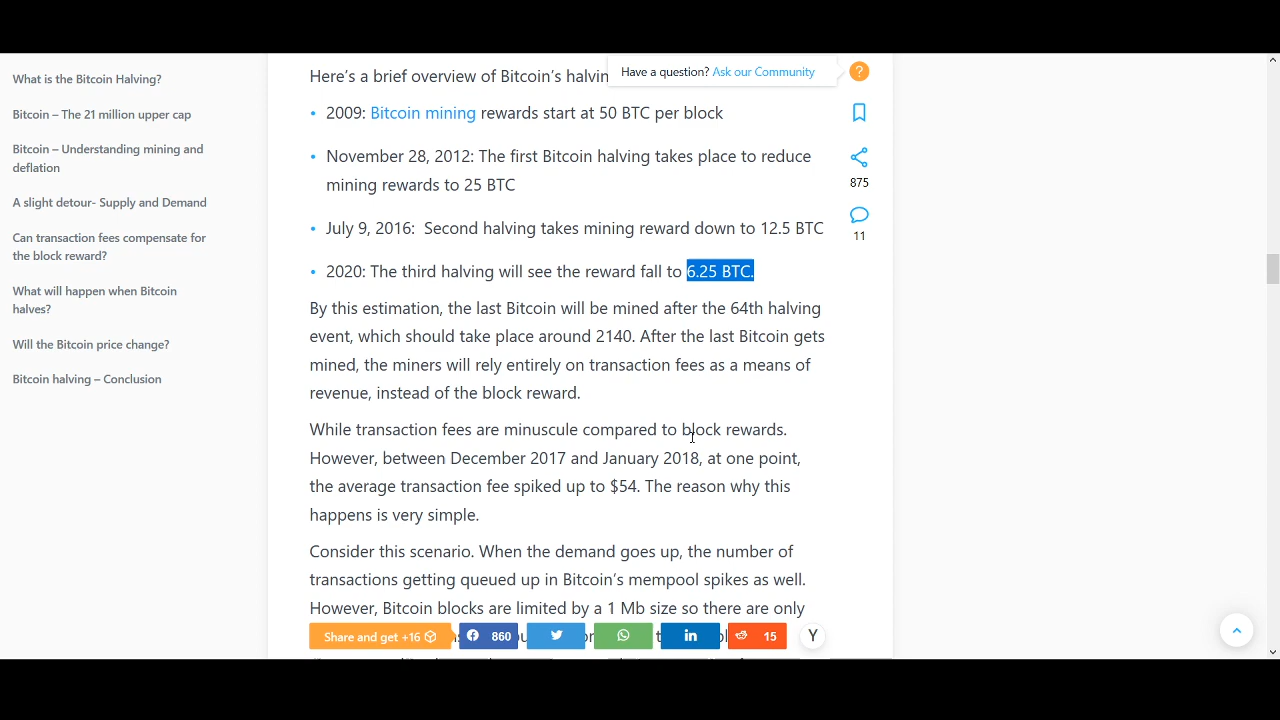 What is the Bitcoin Halving?
Bitcoin – The 21 million upper cap
Bitcoin – Understanding mining and
deflation
A slight detour- Supply and Demand
Can transaction fees compensate for
the block reward?
What will happen when Bitcoin
halves?
Will the Bitcoin price change?
Bitcoin halving – Conclusion
Here's a brief overview of Bitcoin's halvin
Have a question? Ask our Community
?
• 2009: Bitcoin mining rewards start at 50 BTC per block
• November 28, 2012: The first Bitcoin halving takes place to reduce
mining rewards to 25 BTC
• July 9, 2016:  Second halving takes mining reward down to 12.5 BTC
• 2020: The third halving will see the reward fall to 6.25 BTC.
By this estimation, the last Bitcoin will be mined after the 64th halving
event, which should take place around 2140. After the last Bitcoin gets
mined, the miners will rely entirely on transaction fees as a means of
revenue, instead of the block reward.
While transaction fees are minuscule compared to block rewards.
However, between December 2017 and January 2018, at one point,
the average transaction fee spiked up to $54. The reason why this
happens is very simple.
Consider this scenario. When the demand goes up, the number of
transactions getting queued up in Bitcoin's mempool spikes as well.
However, Bitcoin blocks are limited by a 1 Mb size so there are only
Share and get +16
860
15
Y
875
11